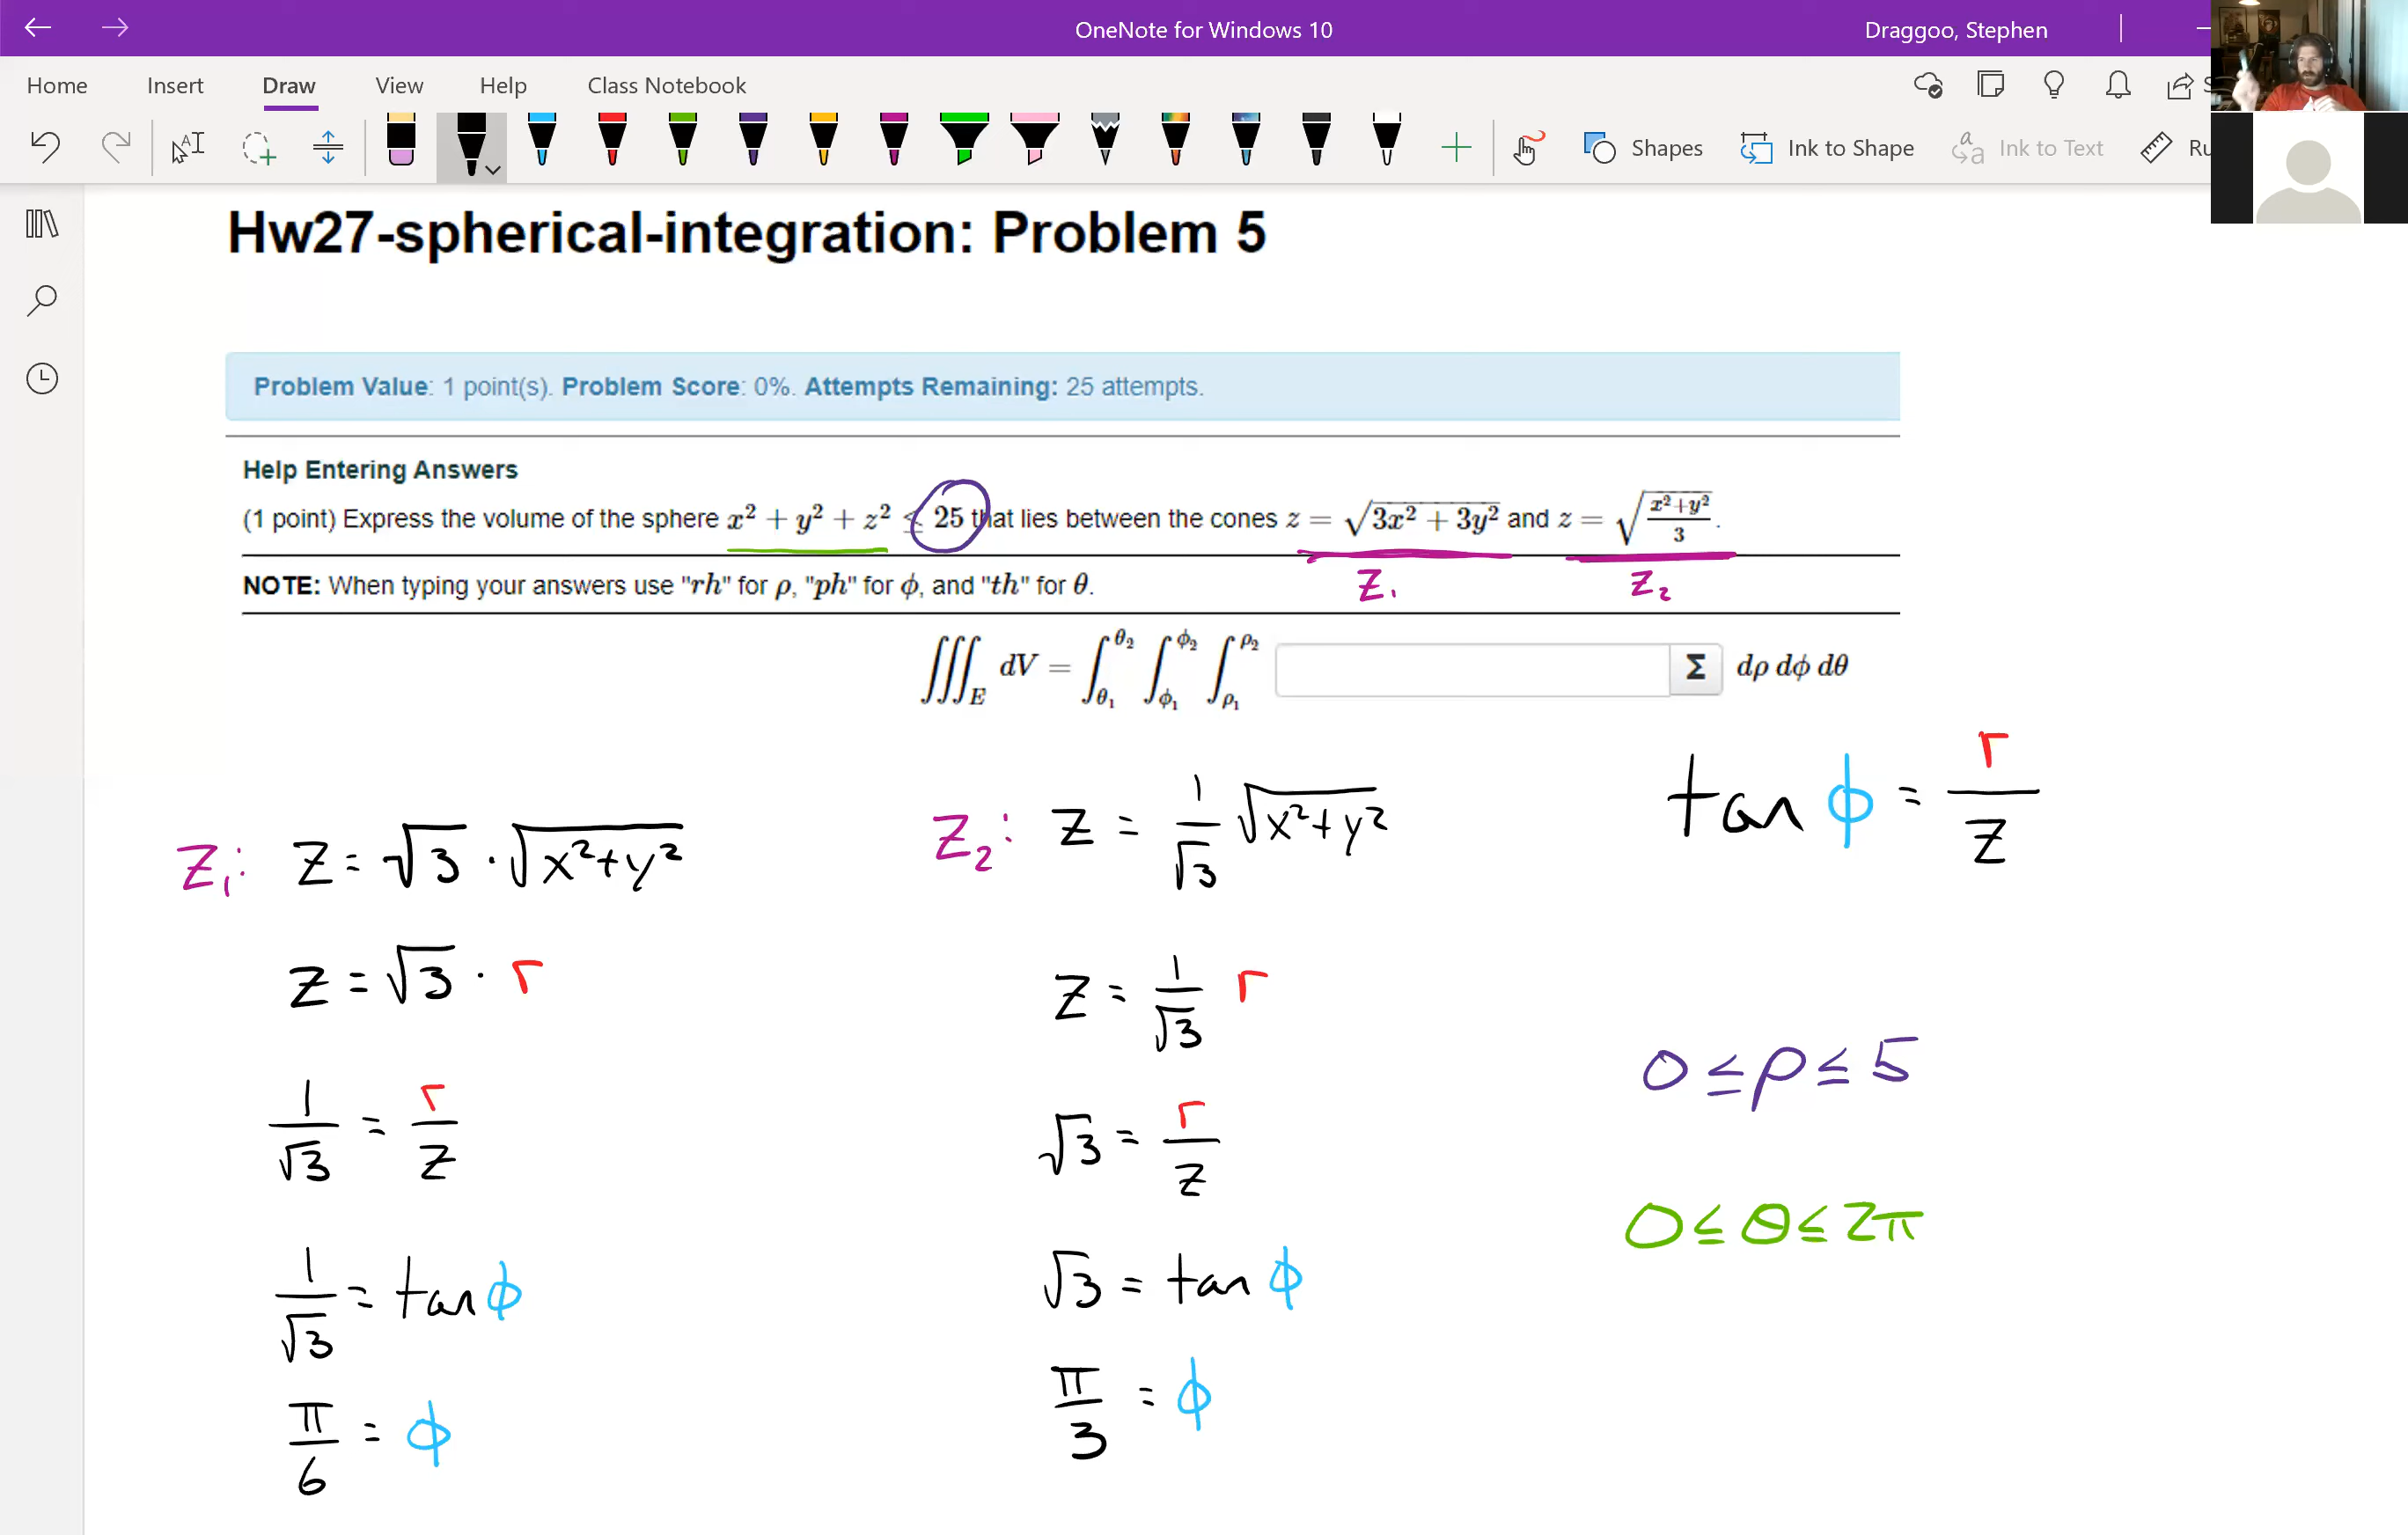 OneNote for Windows 10
Draggoo, Stephen
Home Insert Draw View Help Class Notebook
Shapes Ink to Shape Ink to Text
Hw27-spherical-integration: Problem 5
Problem Value: 1 point(s). Problem Score: 0%. Attempts Remaining: 25 attempts.
Help Entering Answers
(1 point) Express the volume of the sphere x² + y² + z² ≤ 25 that lies between the cones z = √(3x² + 3y²) and z = √((x²+y²)/3).
NOTE: When typing your answers use "rh" for ρ, "ph" for ϕ, and "th" for θ.
z₁ z₂
∭_E dV = ∫_θ₁^θ₂ ∫_ϕ₁^ϕ₂ ∫_ρ₁^ρ₂ Σ dρ dϕ dθ
z₁: z = √3 · √(x²+y²)
z = √3 · r
1/√3 = r/z
1/√3 = tan ϕ
π/6 = ϕ
z₂: z = 1/√3 √(x²+y²)
z = 1/√3 r
√3 = r/z
√3 = tan ϕ
π/3 = ϕ
tan ϕ = r/z
0 ≤ ρ ≤ 5
0 ≤ θ ≤ 2π